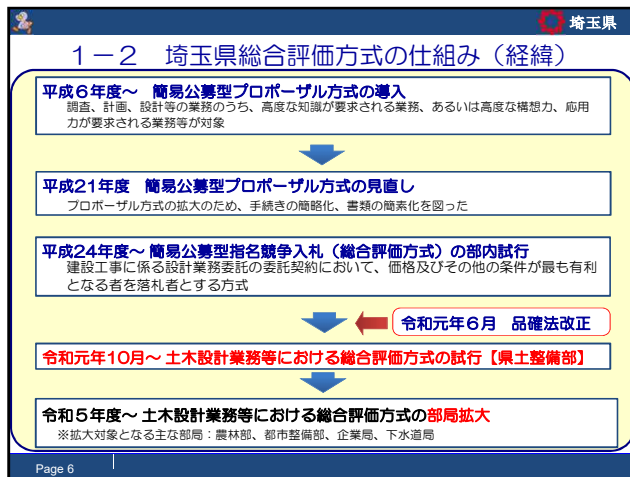 埼玉県
1－2　埼玉県総合評価方式の仕組み（経緯）
平成６年度～　簡易公募型プロポーザル方式の導入
調査、計画、設計等の業務のうち、高度な知識が要求される業務、あるいは高度な構想力、応用
力が要求される業務等が対象
平成21年度　簡易公募型プロポーザル方式の見直し
プロポーザル方式の拡大のため、手続きの簡略化、書類の簡素化を図った
平成24年度～ 簡易公募型指名競争入札（総合評価方式）の部内試行
建設工事に係る設計業務委託の委託契約において、価格及びその他の条件が最も有利
となる者を落札者とする方式
令和元年６月　品確法改正
令和元年10月～ 土木設計業務等における総合評価方式の試行【県土整備部】
令和５年度～ 土木設計業務等における総合評価方式の部局拡大
※拡大対象となる主な部局：農林部、都市整備部、企業局、下水道局
Page 6